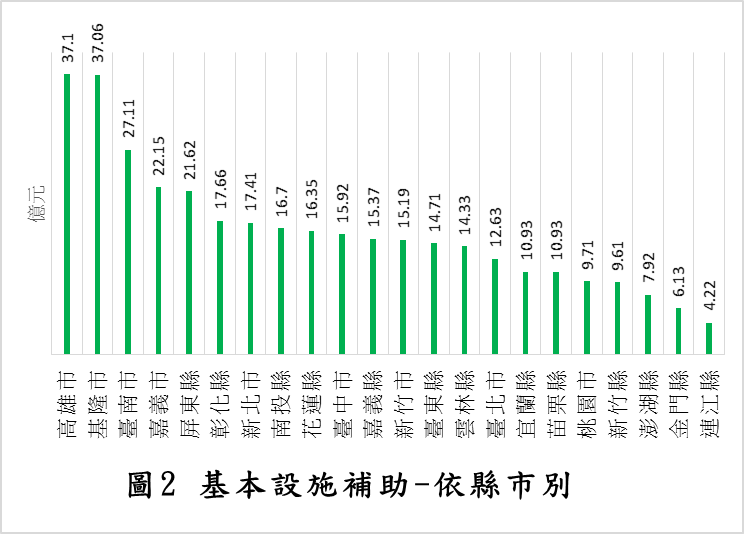 37.1
37.06
27.11
22.15
21.62
17.66
17.41
16.7
16.35
15.92
15.37
15.19
14.71
14.33
12.63
10.93
10.93
9.71
9.61
7.92
6.13
4.22
億元
高雄市
基隆市
臺南市
嘉義市
屏東縣
彰化縣
新北市
南投縣
花蓮縣
臺中市
嘉義縣
新竹市
臺東縣
雲林縣
臺北市
宜蘭縣
苗栗縣
桃園市
新竹縣
澎湖縣
金門縣
連江縣
圖2 基本設施補助-依縣市別